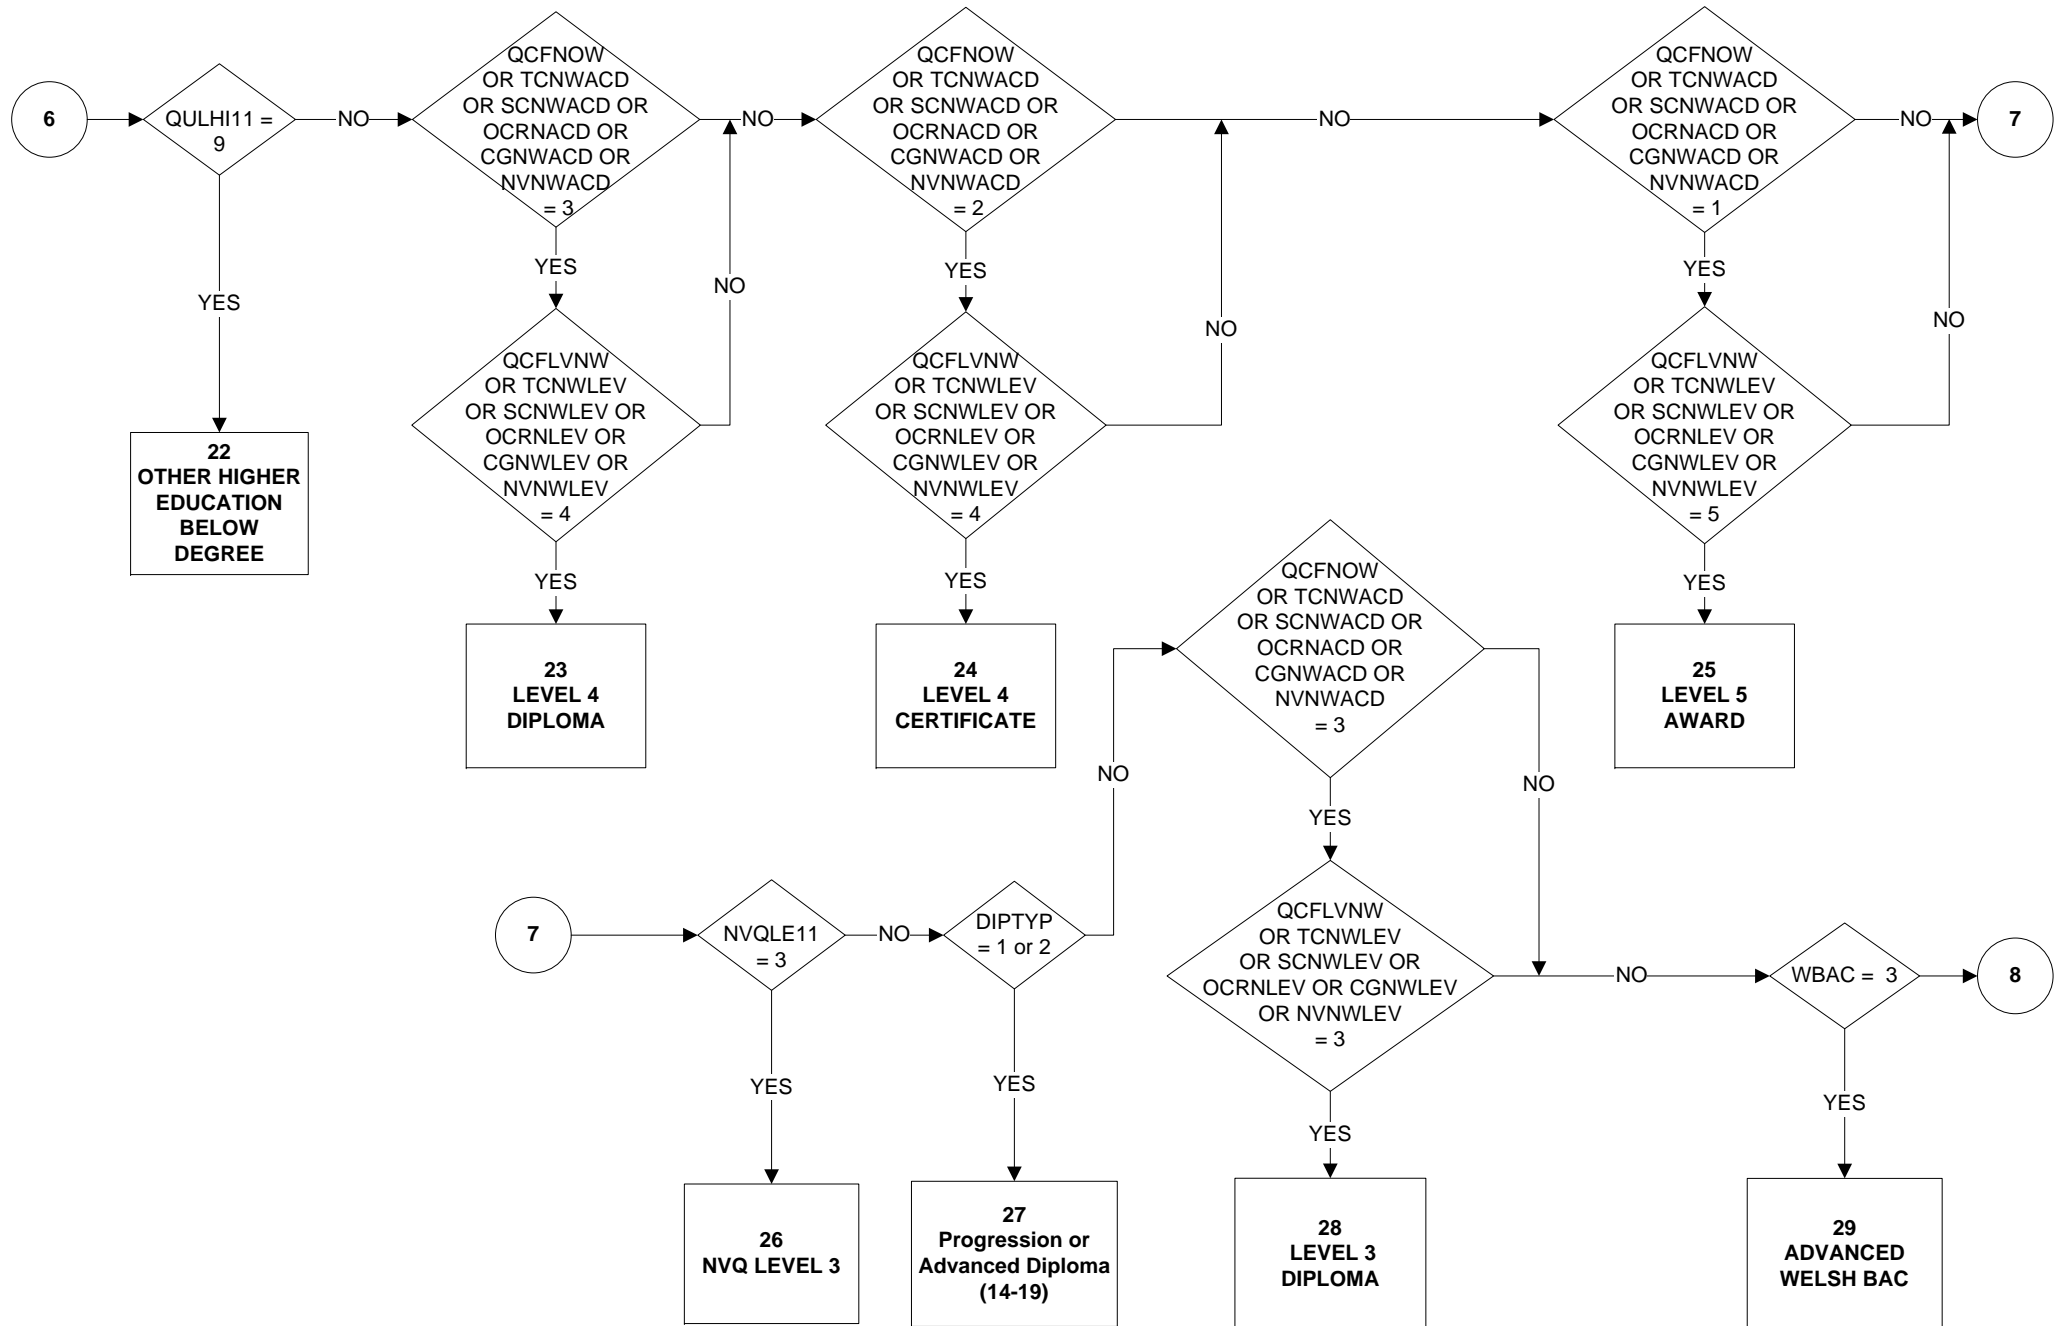 6
QULHI11 =
9
NO
QCFNOW
OR TCNWACD
OR SCNWACD OR
OCRNACD OR
CGNWACD OR
NVNWACD
= 3
NO
QCFNOW
OR TCNWACD
OR SCNWACD OR
OCRNACD OR
CGNWACD OR
NVNWACD
= 2
NO
QCFNOW
OR TCNWACD
OR SCNWACD OR
OCRNACD OR
CGNWACD OR
NVNWACD
= 1
NO
7
YES
YES
NO
YES
NO
YES
NO
22
OTHER HIGHER
EDUCATION
BELOW
DEGREE
QCFLVNW
OR TCNWLEV
OR SCNWLEV OR
OCRNLEV OR
CGNWLEV OR
NVNWLEV
= 4
QCFLVNW
OR TCNWLEV
OR SCNWLEV OR
OCRNLEV OR
CGNWLEV OR
NVNWLEV
= 4
QCFLVNW
OR TCNWLEV
OR SCNWLEV OR
OCRNLEV OR
CGNWLEV OR
NVNWLEV
= 5
YES
YES
YES
23
LEVEL 4
DIPLOMA
24
LEVEL 4
CERTIFICATE
25
LEVEL 5
AWARD
7
NVQLE11
= 3
NO
DIPTYP
= 1 or 2
NO
QCFNOW
OR TCNWACD
OR SCNWACD OR
OCRNACD OR
CGNWACD OR
NVNWACD
= 3
NO
YES
QCFLVNW
OR TCNWLEV
OR SCNWLEV OR
OCRNLEV OR CGNWLEV
OR NVNWLEV
= 3
NO
WBAC =  3
8
YES
YES
YES
YES
26
NVQ LEVEL 3
27
Progression or
Advanced Diploma
(14-19)
28
LEVEL 3
DIPLOMA
29
ADVANCED
WELSH BAC